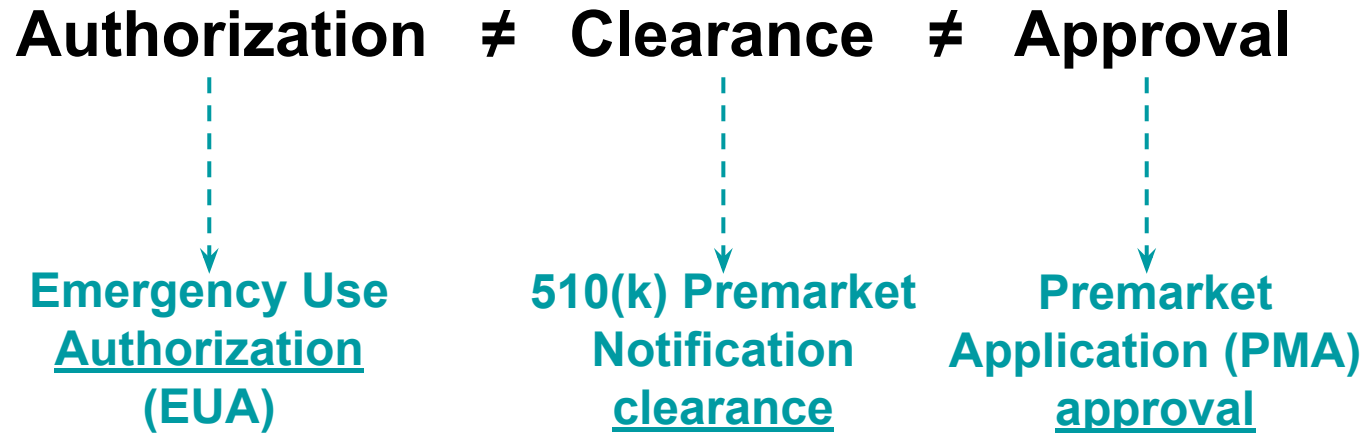 Authorization ≠ Clearance ≠ Approval
Emergency Use
Authorization
(EUA)
510(k) Premarket
Notification
clearance
Premarket
Application (PMA)
approval